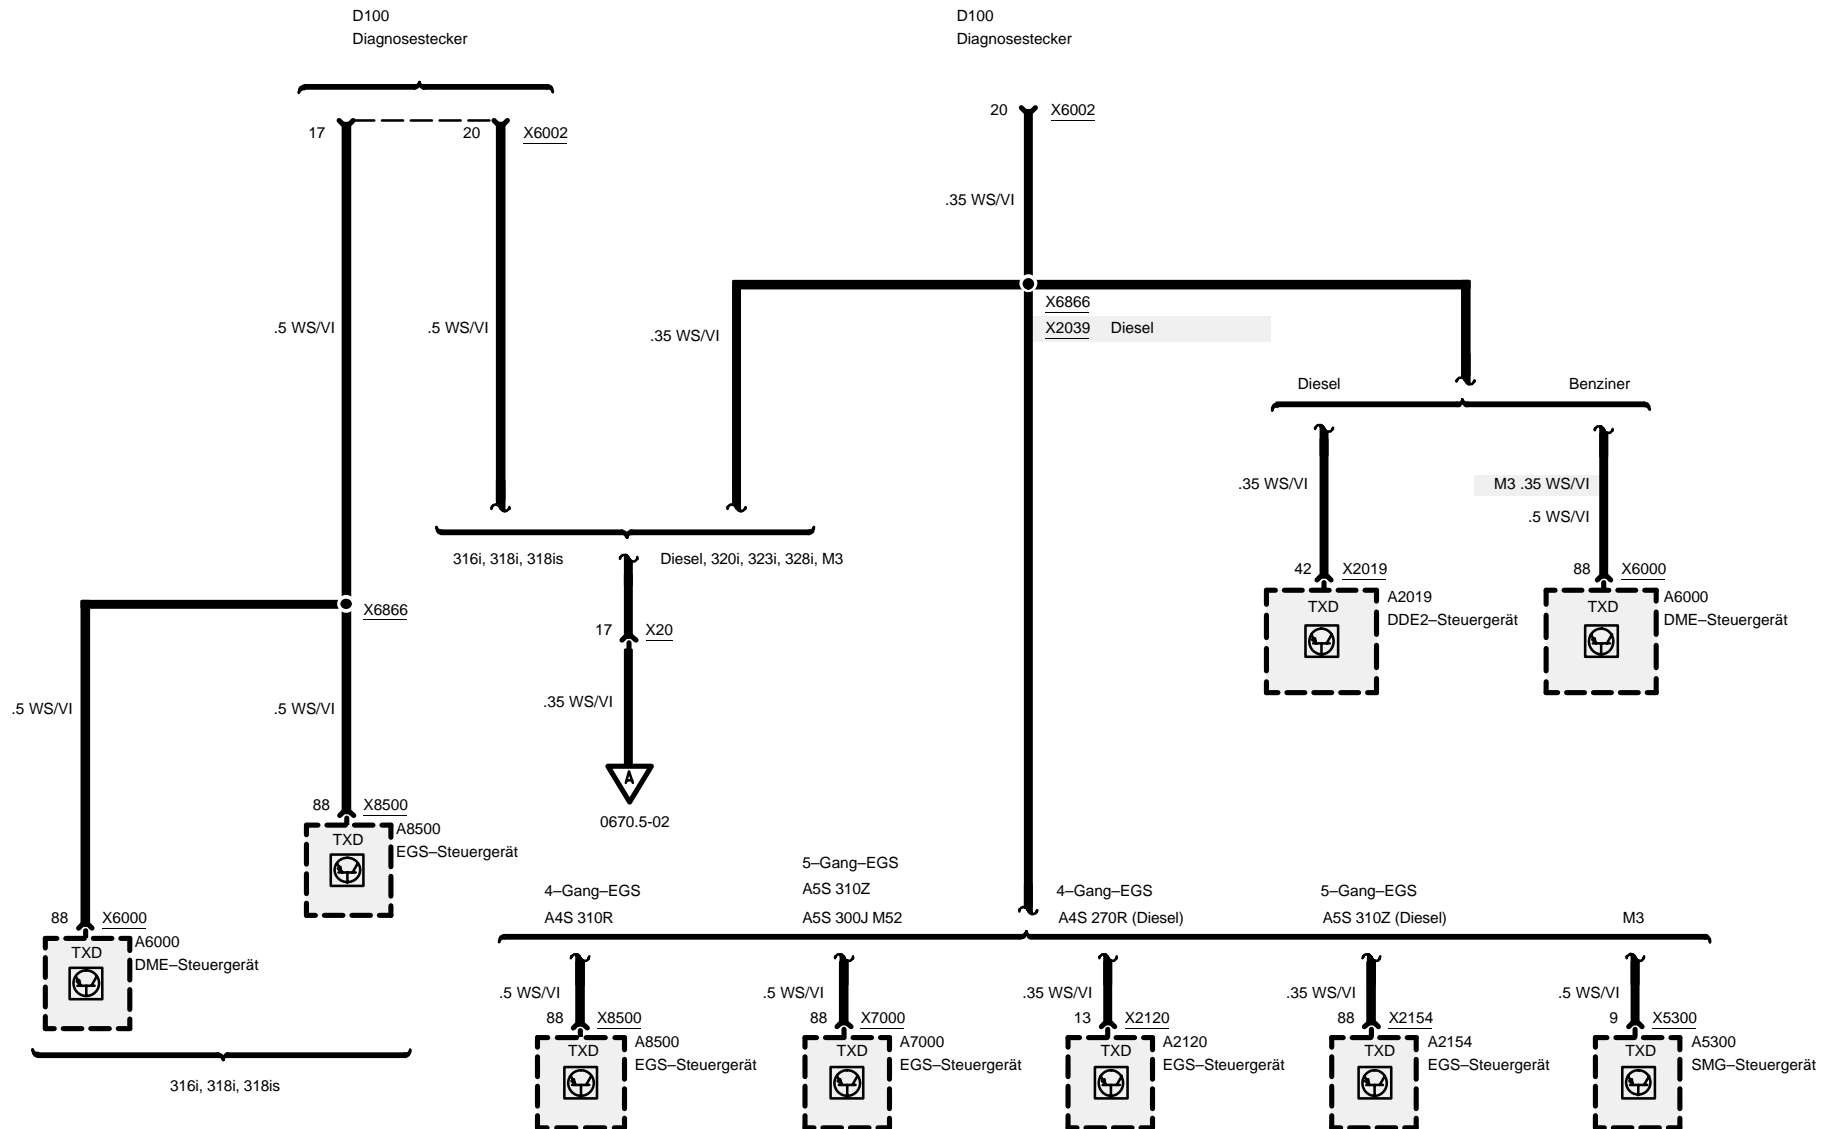 D100
Diagnosestecker
D100
Diagnosestecker
17
20
X6002
20
X6002
.35 WS/VI
.5 WS/VI
.5 WS/VI
.35 WS/VI
X6866
X2039 Diesel
Diesel
Benziner
.35 WS/VI
M3 .35 WS/VI
.5 WS/VI
316i, 318i, 318is
Diesel, 320i, 323i, 328i, M3
42
X2019
88
X6000
TXD
A2019
DDE2–Steuergerät
TXD
A6000
DME–Steuergerät
X6866
17
X20
.5 WS/VI
.5 WS/VI
.35 WS/VI
A
0670.5-02
88
X8500
TXD
A8500
EGS–Steuergerät
88
X6000
TXD
A6000
DME–Steuergerät
316i, 318i, 318is
4–Gang–EGS
A4S 310R
5–Gang–EGS
A5S 310Z
A5S 300J M52
4–Gang–EGS
A4S 270R (Diesel)
5–Gang–EGS
A5S 310Z (Diesel)
M3
.5 WS/VI
.5 WS/VI
.35 WS/VI
.35 WS/VI
.5 WS/VI
88
X8500
88
X7000
13
X2120
88
X2154
9
X5300
TXD
A8500
EGS–Steuergerät
TXD
A7000
EGS–Steuergerät
TXD
A2120
EGS–Steuergerät
TXD
A2154
EGS–Steuergerät
TXD
A5300
SMG–Steuergerät